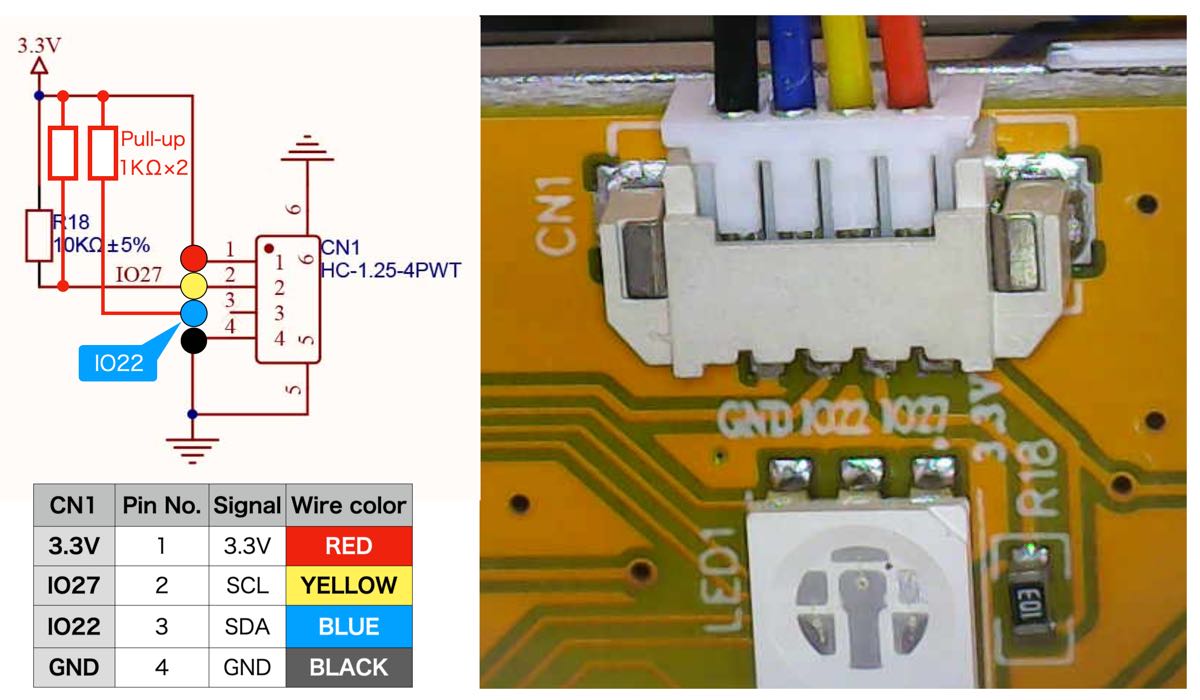 3.3V
Pull-up
1KΩ×2
R18
10KΩ±5%
IO27
IO22
1
2
3
4
1
2
3
4
6
6
5
5
CN1
HC-1.25-4PWT
CN1 Pin No. Signal Wire color
3.3V 1 3.3V RED
IO27 2 SCL YELLOW
IO22 3 SDA BLUE
GND 4 GND BLACK
CN1
GND IO22 IO27 3.3V
R18
LED1
103